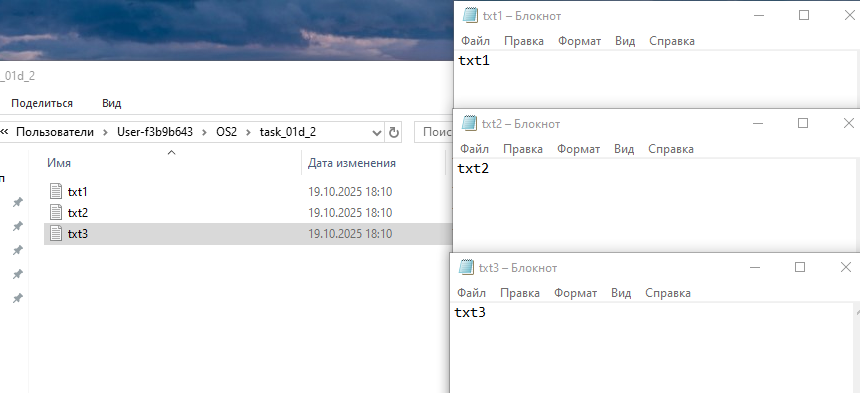 _01d_2
Поделиться Вид
« Пользователи > User-f3b9b643 > OS2 > task_01d_2
Поис
Имя Дата изменения
п
txt1 19.10.2025 18:10
txt2 19.10.2025 18:10
txt3 19.10.2025 18:10
txt1 – Блокнот
Файл Правка Формат Вид Справка
txt1
txt2 – Блокнот
Файл Правка Формат Вид Справка
txt2
txt3 – Блокнот
Файл Правка Формат Вид Справка
txt3